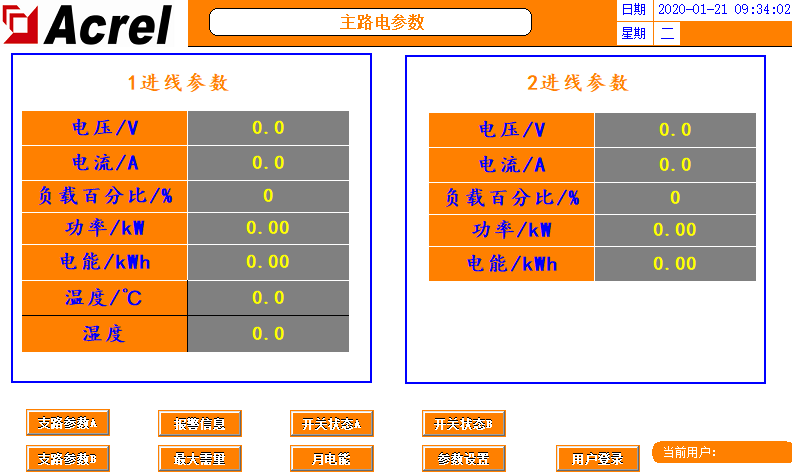 Acrel
主路电参数
日期 2020-01-21 09:34:02
星期 二
1进线参数
电压/V 0.0
电流/A 0.0
负载百分比/% 0
功率/kW 0.00
电能/kWh 0.00
温度/℃ 0.0
湿度 0.0
2进线参数
电压/V 0.0
电流/A 0.0
负载百分比/% 0
功率/kW 0.00
电能/kWh 0.00
支路参数A 报警信息 开关状态A 开关状态B
支路参数B 最大需量 月电能 参数设置 用户登录 当前用户: